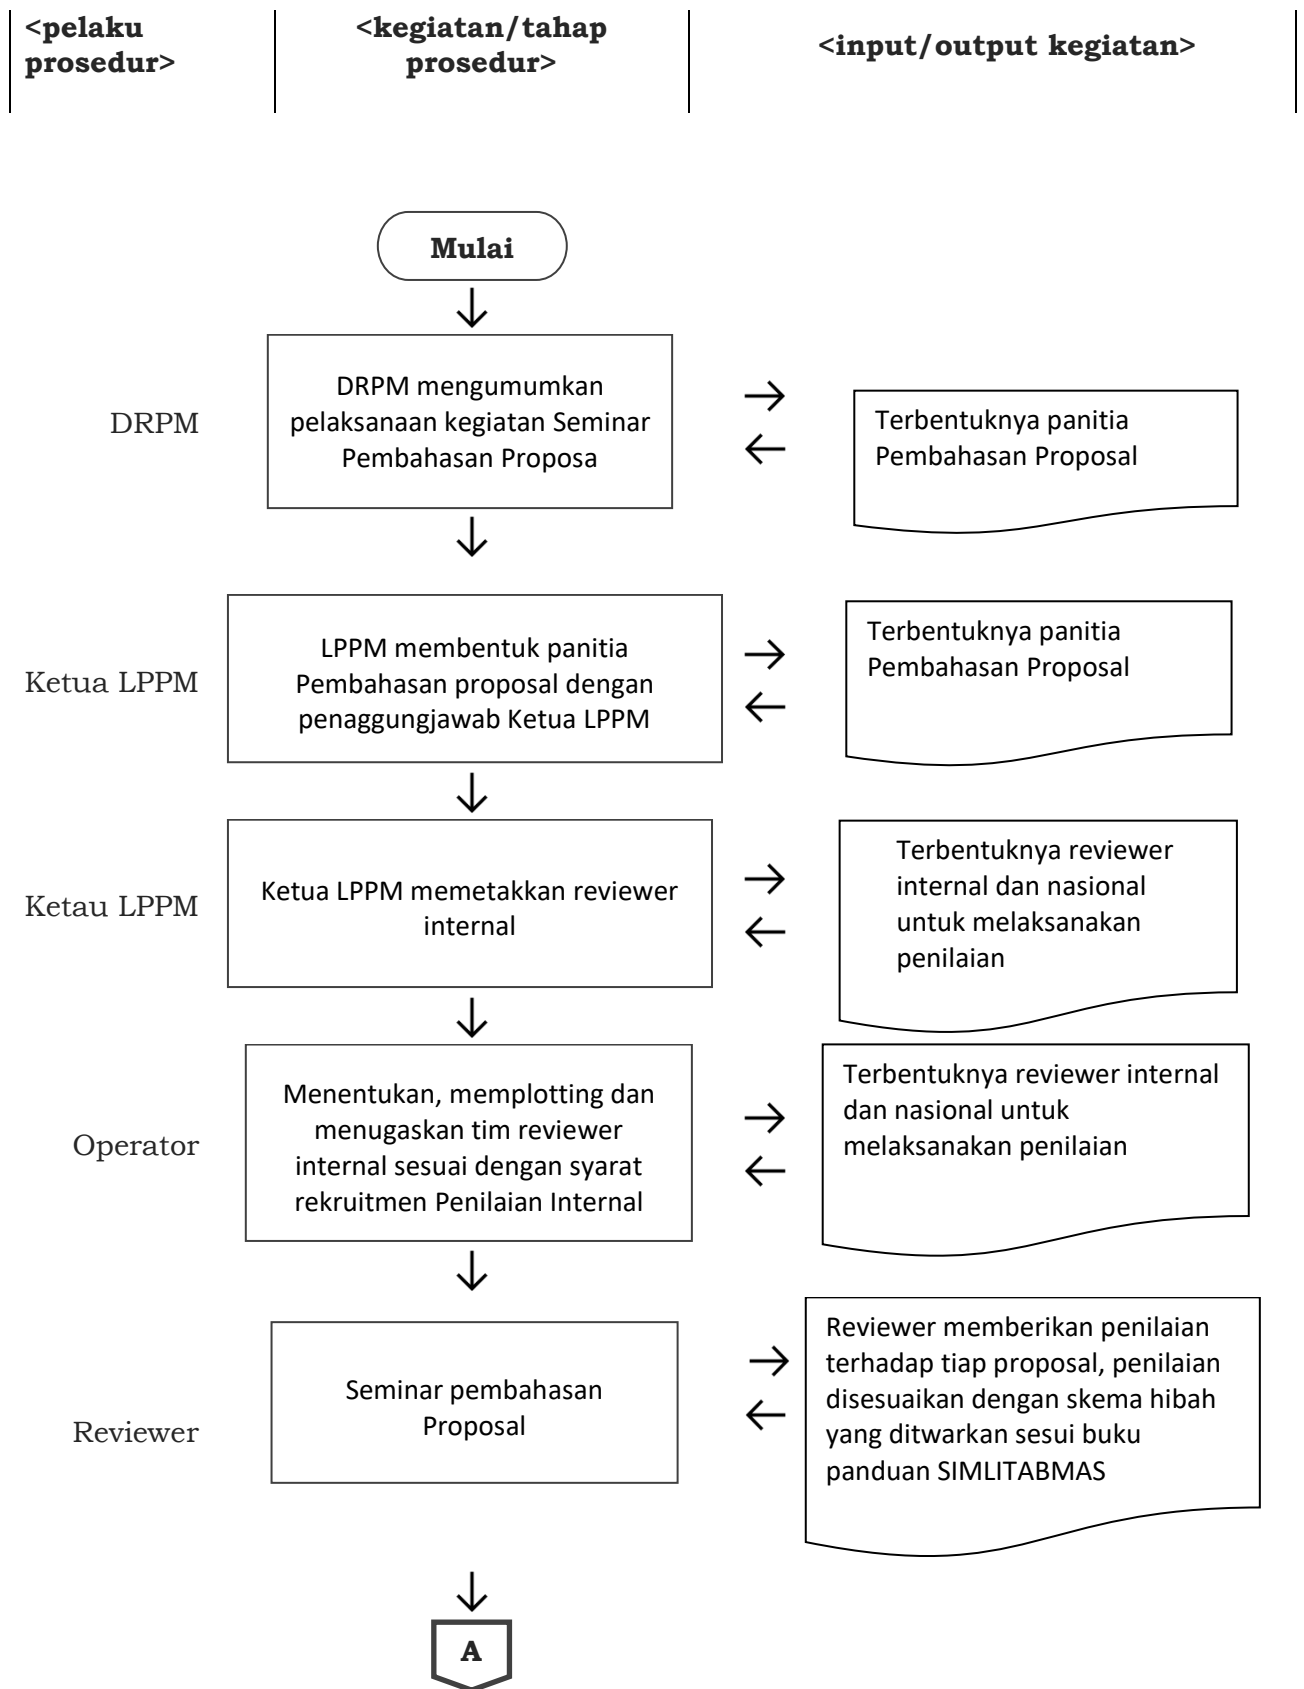 <pelaku
prosedur>
<kegiatan/tahap
prosedur>
<input/output kegiatan>
Mulai
DRPM
DRPM mengumumkan
pelaksanaan kegiatan Seminar
Pembahasan Proposa
Terbentuknya panitia
Pembahasan Proposal
Ketua LPPM
LPPM membentuk panitia
Pembahasan proposal dengan
penaggungjawab Ketua LPPM
Terbentuknya panitia
Pembahasan Proposal
Ketau LPPM
Ketua LPPM memetakkan reviewer
internal
Terbentuknya reviewer
internal dan nasional
untuk melaksanakan
penilaian
Operator
Menentukan, memplotting dan
menugaskan tim reviewer
internal sesuai dengan syarat
rekruitmen Penilaian Internal
Terbentuknya reviewer internal
dan nasional untuk
melaksanakan penilaian
Reviewer
Seminar pembahasan
Proposal
Reviewer memberikan penilaian
terhadap tiap proposal, penilaian
disesuaikan dengan skema hibah
yang ditwarkan sesui buku
panduan SIMLITABMAS
A